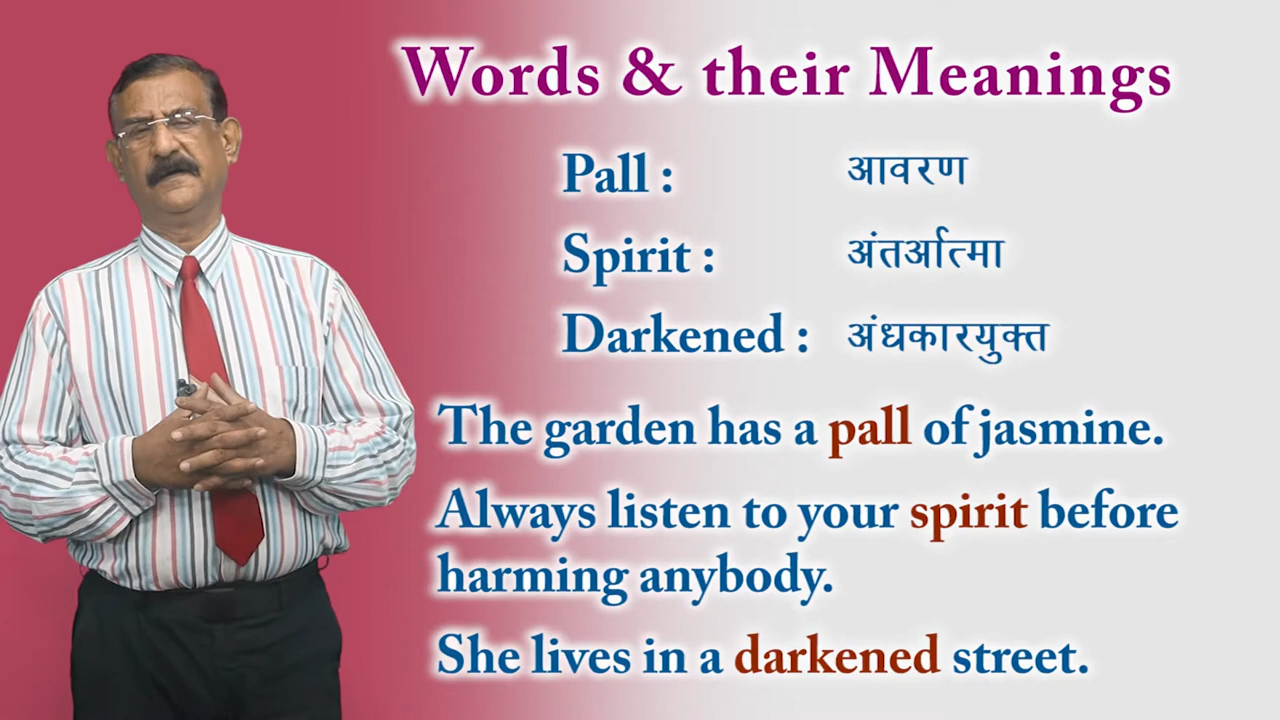 Words & their Meanings
Pall : आवरण
Spirit : अंतर्आत्मा
Darkened : अंधकारयुक्त
The garden has a pall of jasmine.
Always listen to your spirit before
harming anybody.
She lives in a darkened street.